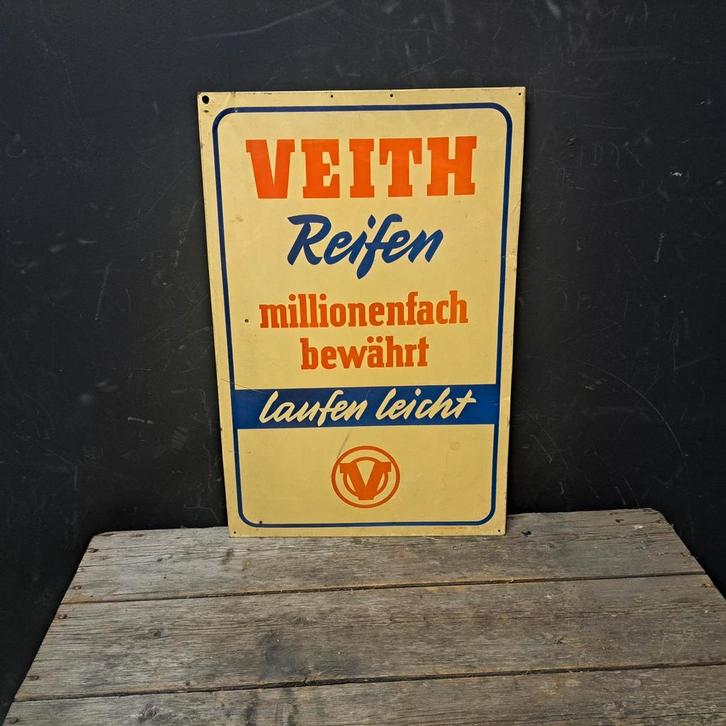 VEITH
Reifen
millionenfach
bewährt
laufen leicht
V